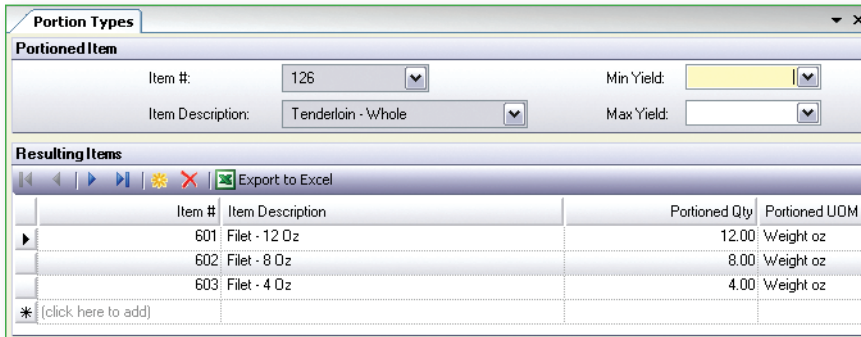 Portion Types
Portioned Item
Item #: 126 Min Yield:
Item Description: Tenderloin - Whole Max Yield:
Resulting Items
Export to Excel
Item # Item Description Portioned Qty Portioned UOM
601 Filet - 12 Oz 12.00 Weight oz
602 Filet - 8 Oz 8.00 Weight oz
603 Filet - 4 Oz 4.00 Weight oz
(click here to add)